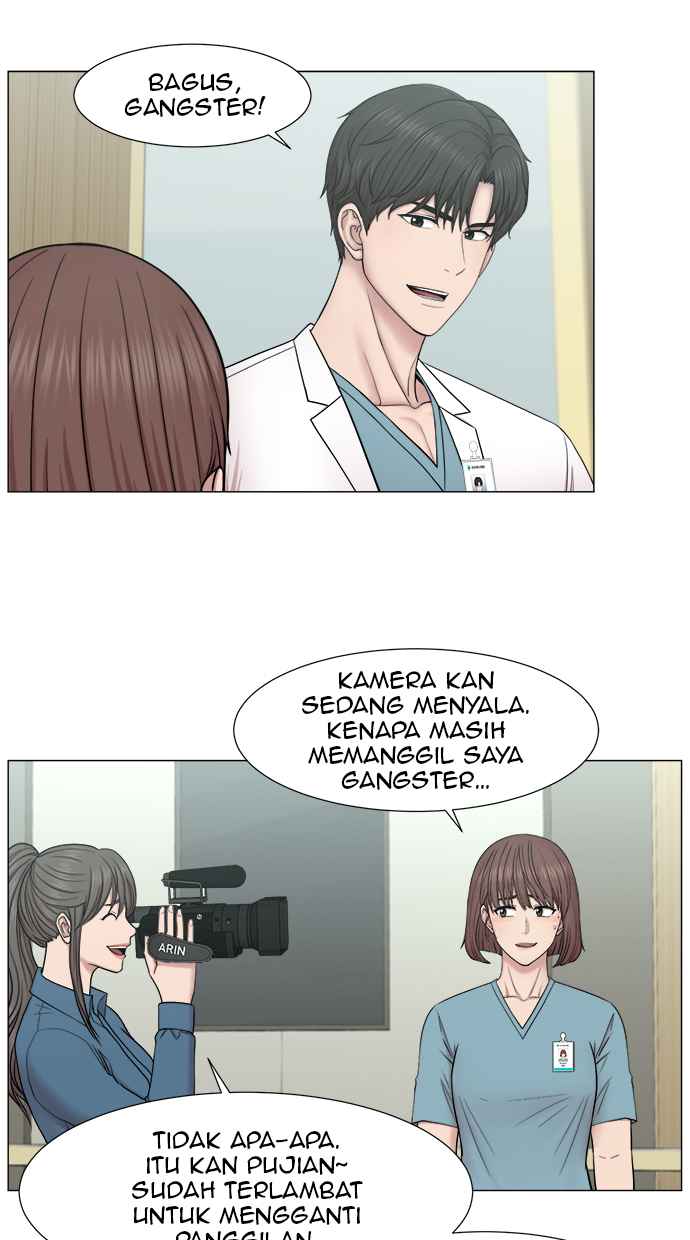 BAGUS,
GANGSTER!
KAMERA KAN
SEDANG MENYALA.
KENAPA MASIH
MEMANGGIL SAYA
GANGSTER...
ARIN
TIDAK APA-APA.
ITU KAN PUJIAN~
SUDAH TERLAMBAT
UNTUK MENGGANTI
PANGGILAN